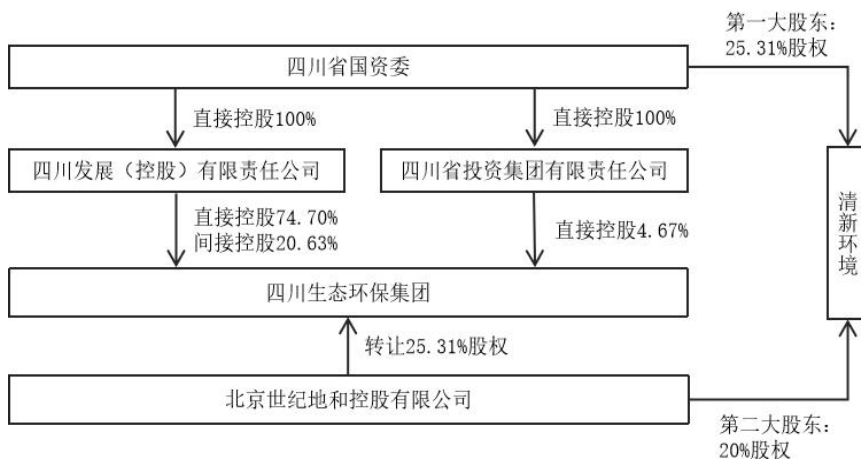 第一大股东：
25.31%股权
四川省国资委
直接控股100%
直接控股100%
四川发展（控股）有限责任公司
四川省投资集团有限责任公司
清新环境
直接控股74.70%
间接控股20.63%
直接控股4.67%
四川生态环保集团
转让25.31%股权
北京世纪地和控股有限公司
第二大股东：
20%股权